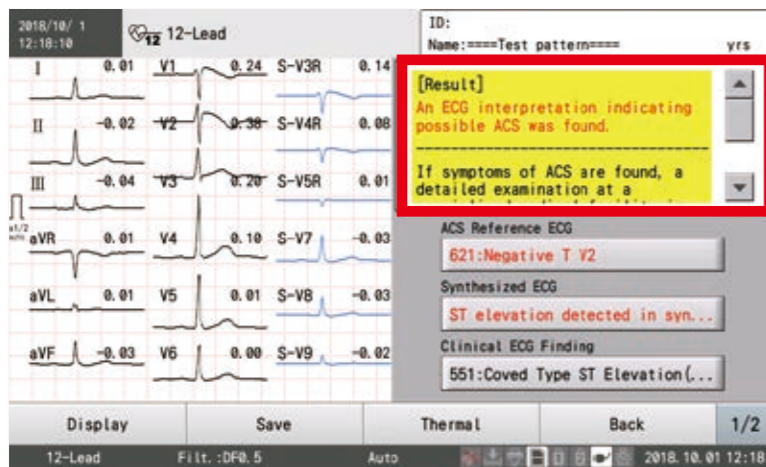 2018/10/ 1
12:18:10
12 12-Lead
ID:
Name:====Test pattern==== yrs
I 0.01 V1 0.24 S-V3R 0.14
II -0.02 V2 0.38 S-V4R 0.08
III -0.04 V3 0.20 S-V5R 0.01
aVR 0.01 V4 0.10 S-V7 -0.03
aVL 0.01 V5 0.01 S-V8 -0.03
aVF -0.03 V6 0.00 S-V9 -0.02
[Result]
An ECG interpretation indicating
possible ACS was found.
If symptoms of ACS are found, a
detailed examination at a
ACS Reference ECG
621:Negative T V2
Synthesized ECG
ST elevation detected in syn...
Clinical ECG Finding
551:Coved Type ST Elevation(...
Display Save Thermal Back 1/2
12-Lead Filt.:DF0.5 Auto 2018.10.01 12:18